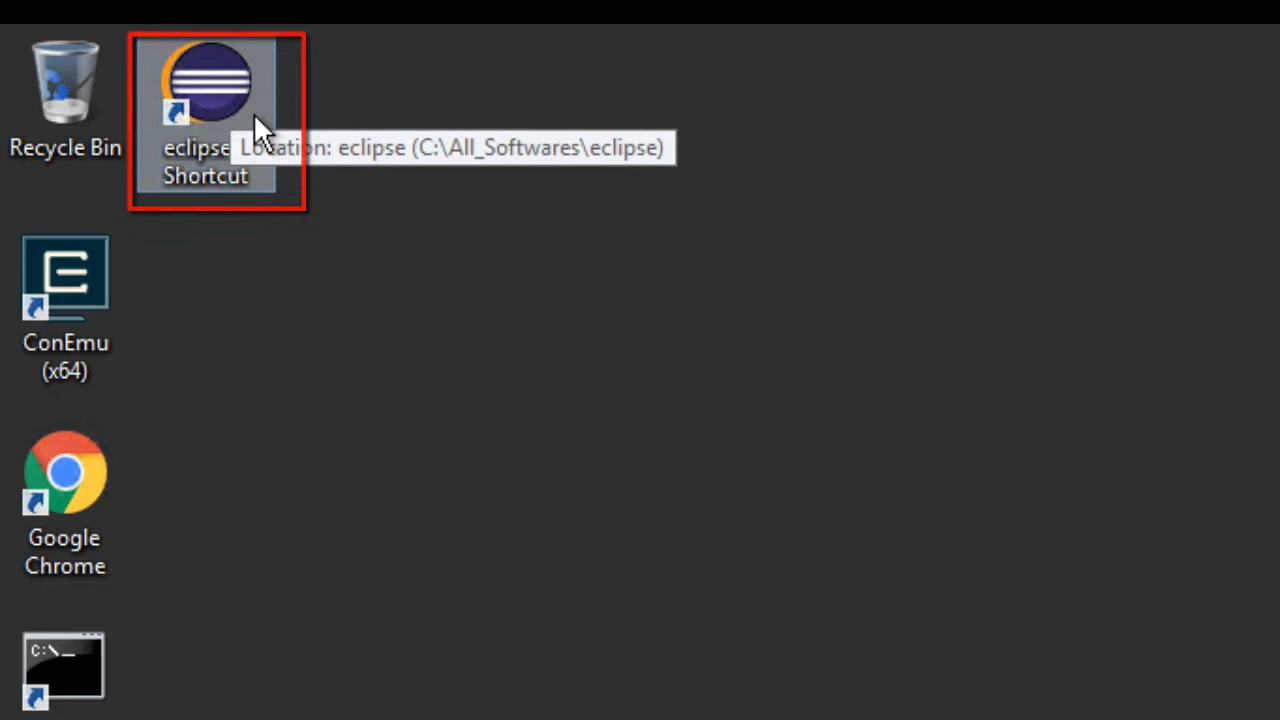 Recycle Bin
eclipse
Shortcut
Location: eclipse (C:\All_Softwares\eclipse)
ConEmu
(x64)
Google
Chrome
C:\_